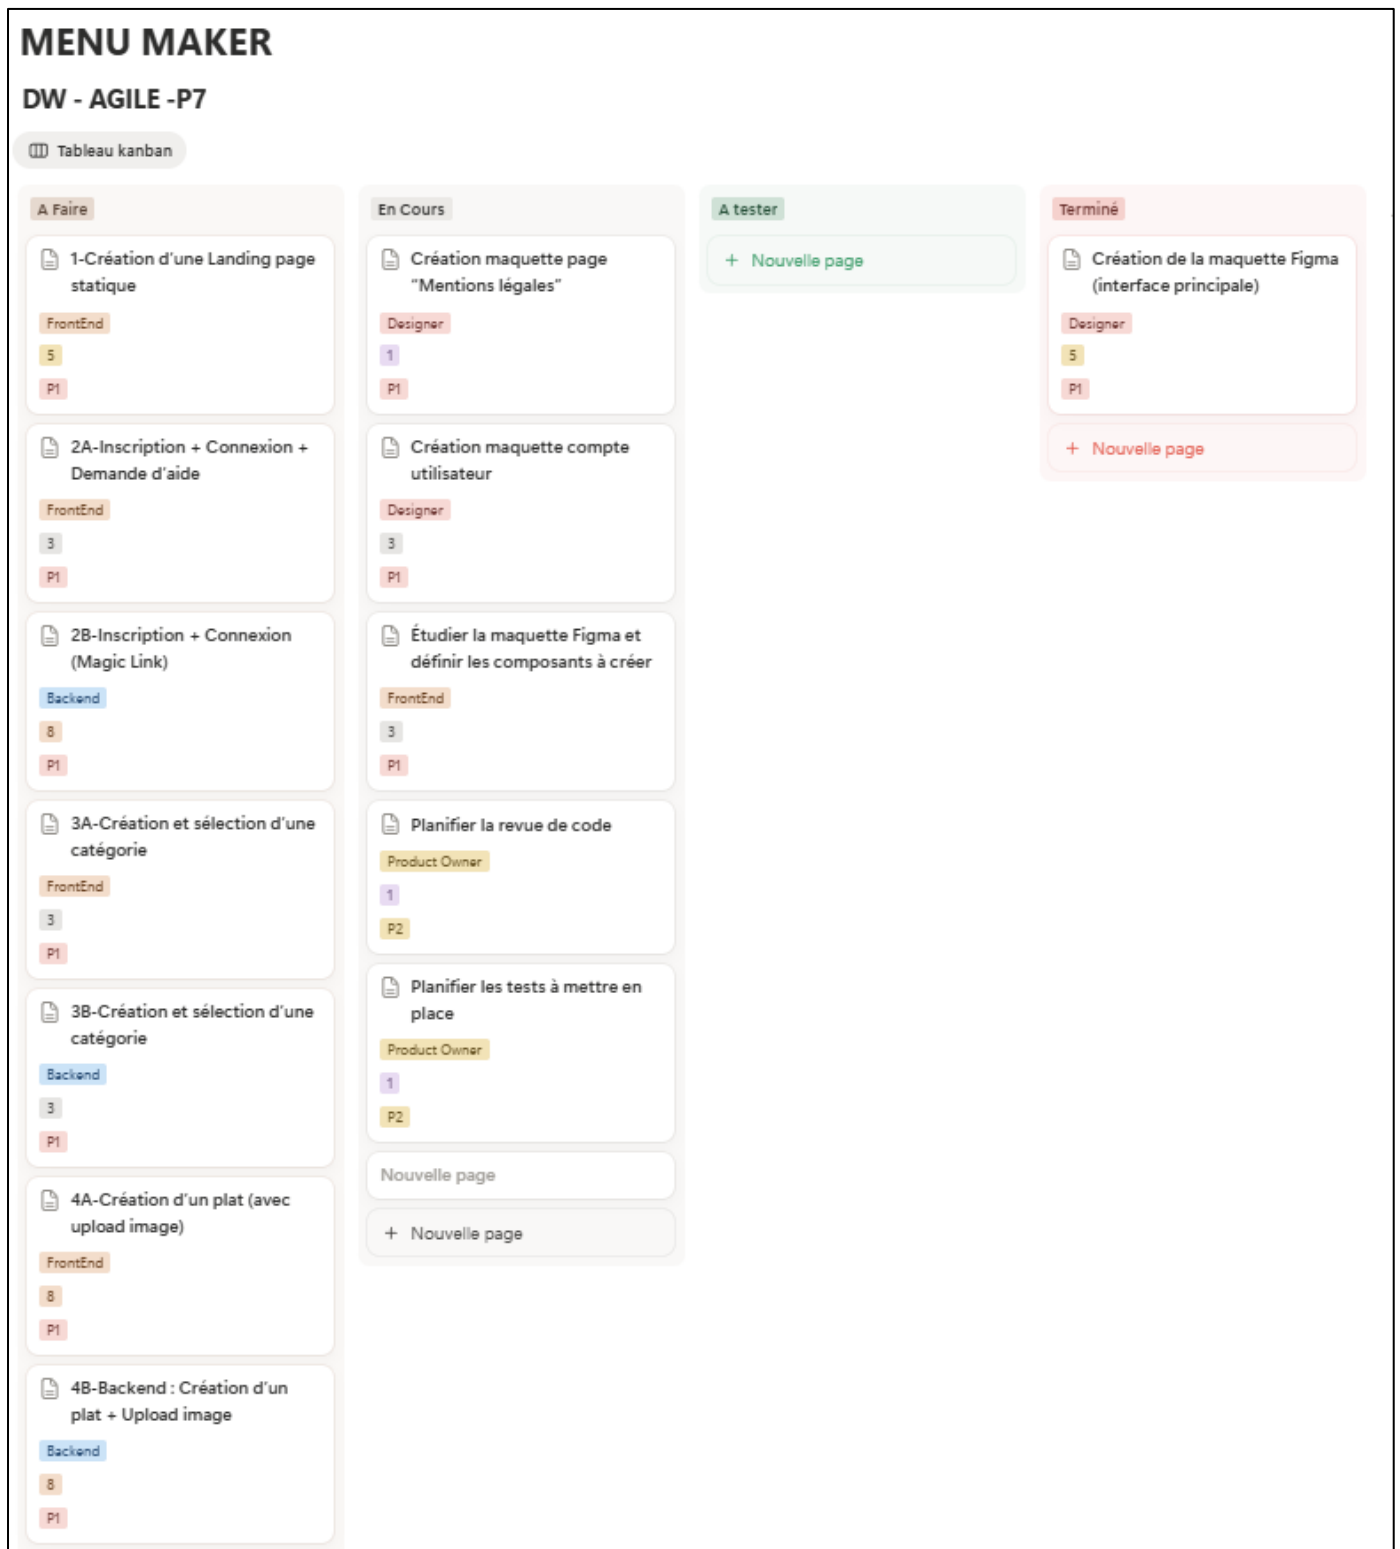 MENU MAKER
DW - AGILE -P7
Tableau kanban
A Faire
1-Création d'une Landing page
statique
FrontEnd
5
P1
2A-Inscription + Connexion +
Demande d'aide
FrontEnd
3
P1
2B-Inscription + Connexion
(Magic Link)
Backend
8
P1
3A-Création et sélection d'une
catégorie
FrontEnd
3
P1
3B-Création et sélection d'une
catégorie
Backend
3
P1
4A-Création d'un plat (avec
upload image)
FrontEnd
8
P1
4B-Backend : Création d'un
plat + Upload image
Backend
8
P1
En Cours
Création maquette page
"Mentions légales"
Designer
1
P1
Création maquette compte
utilisateur
Designer
3
P1
Étudier la maquette Figma et
définir les composants à créer
FrontEnd
3
P1
Planifier la revue de code
Product Owner
1
P2
Planifier les tests à mettre en
place
Product Owner
1
P2
Nouvelle page
+ Nouvelle page
A tester
+ Nouvelle page
Terminé
Création de la maquette Figma
(interface principale)
Designer
5
P1
+ Nouvelle page